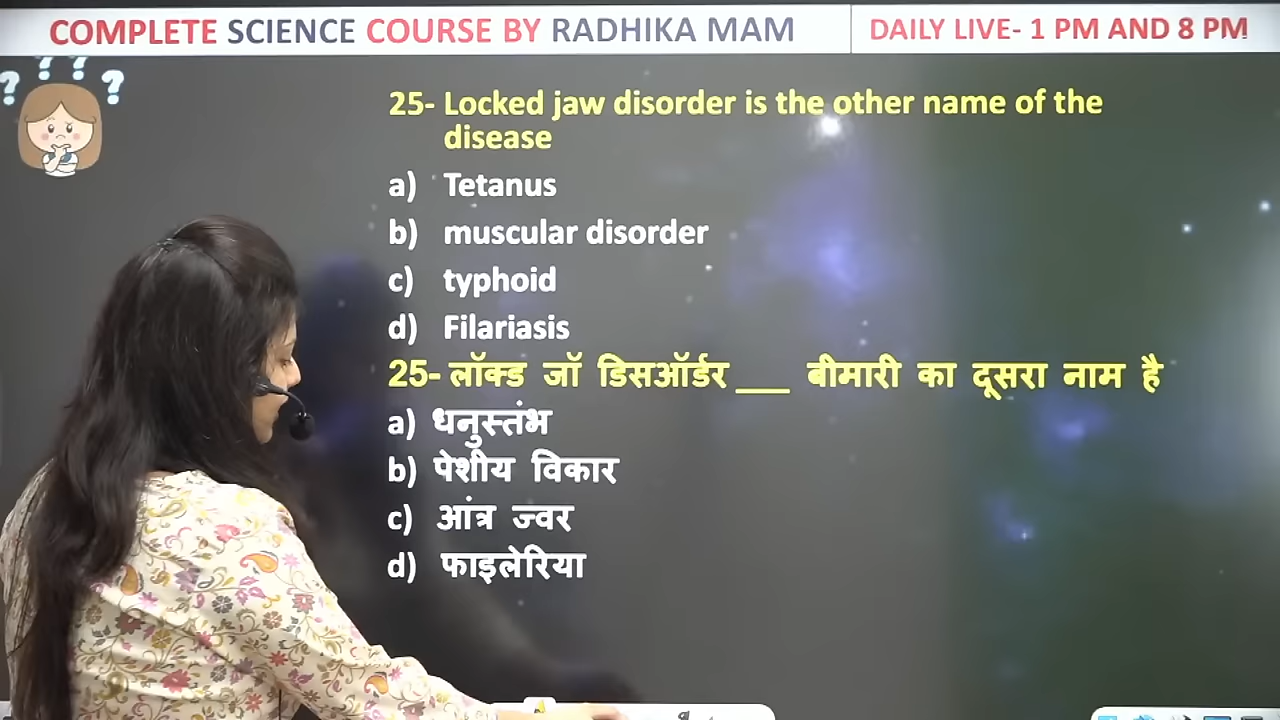 COMPLETE SCIENCE COURSE BY RADHIKA MAM
DAILY LIVE- 1 PM AND 8 PM!
? ? ? ?
25- Locked jaw disorder is the other name of the
disease
a) Tetanus
b) muscular disorder
c) typhoid
d) Filariasis
25- लॉक्ड जॉ डिसऑर्डर ___ बीमारी का दूसरा नाम है
a) धनुस्तंभ
b) पेशीय विकार
c) आंत्र ज्वर
d) फाइलेरिया